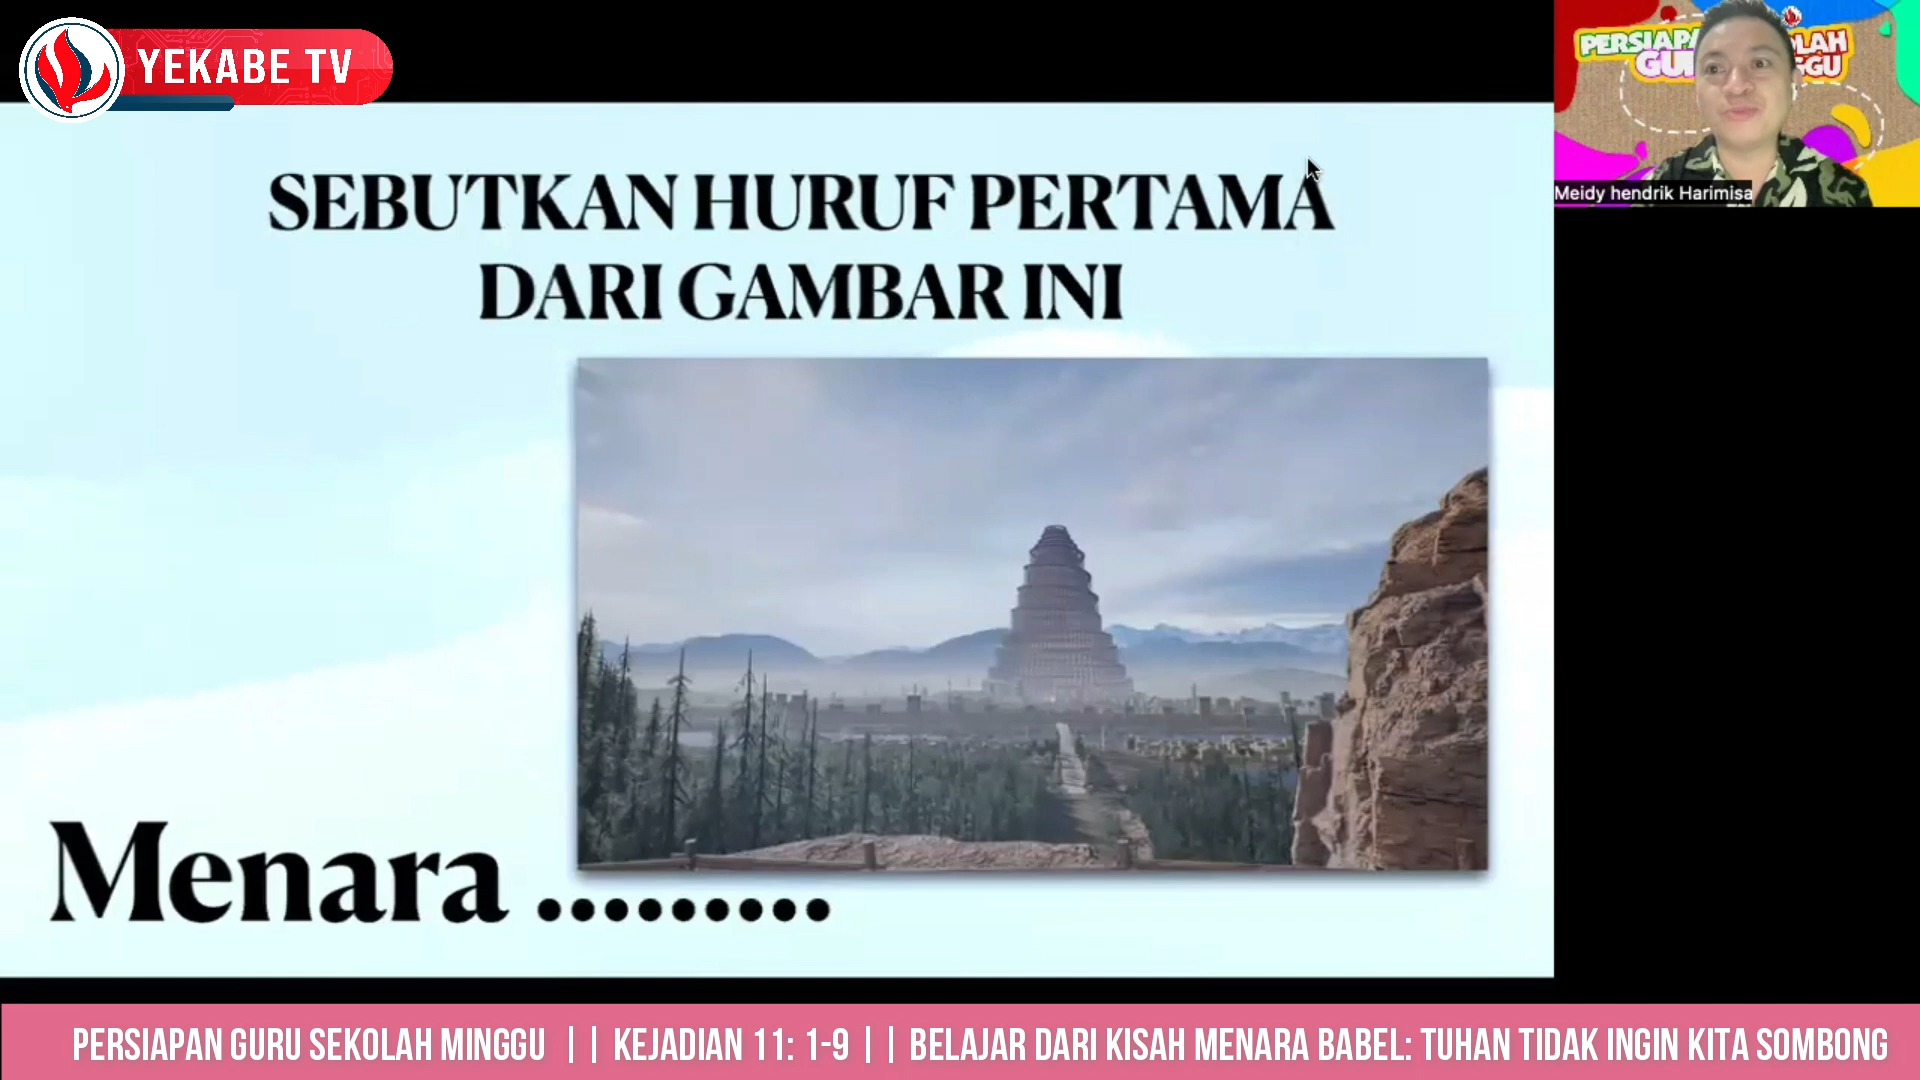 YEKABE TV
SEBUTKAN HURUF PERTAMA
DARI GAMBAR INI
Menara .........
Meidy hendrik Harimisa
PERSIAPAN GURU SEKOLAH MINGGU || KEJADIAN 11: 1-9 || BELAJAR DARI KISAH MENARA BABEL: TUHAN TIDAK INGIN KITA SOMBONG